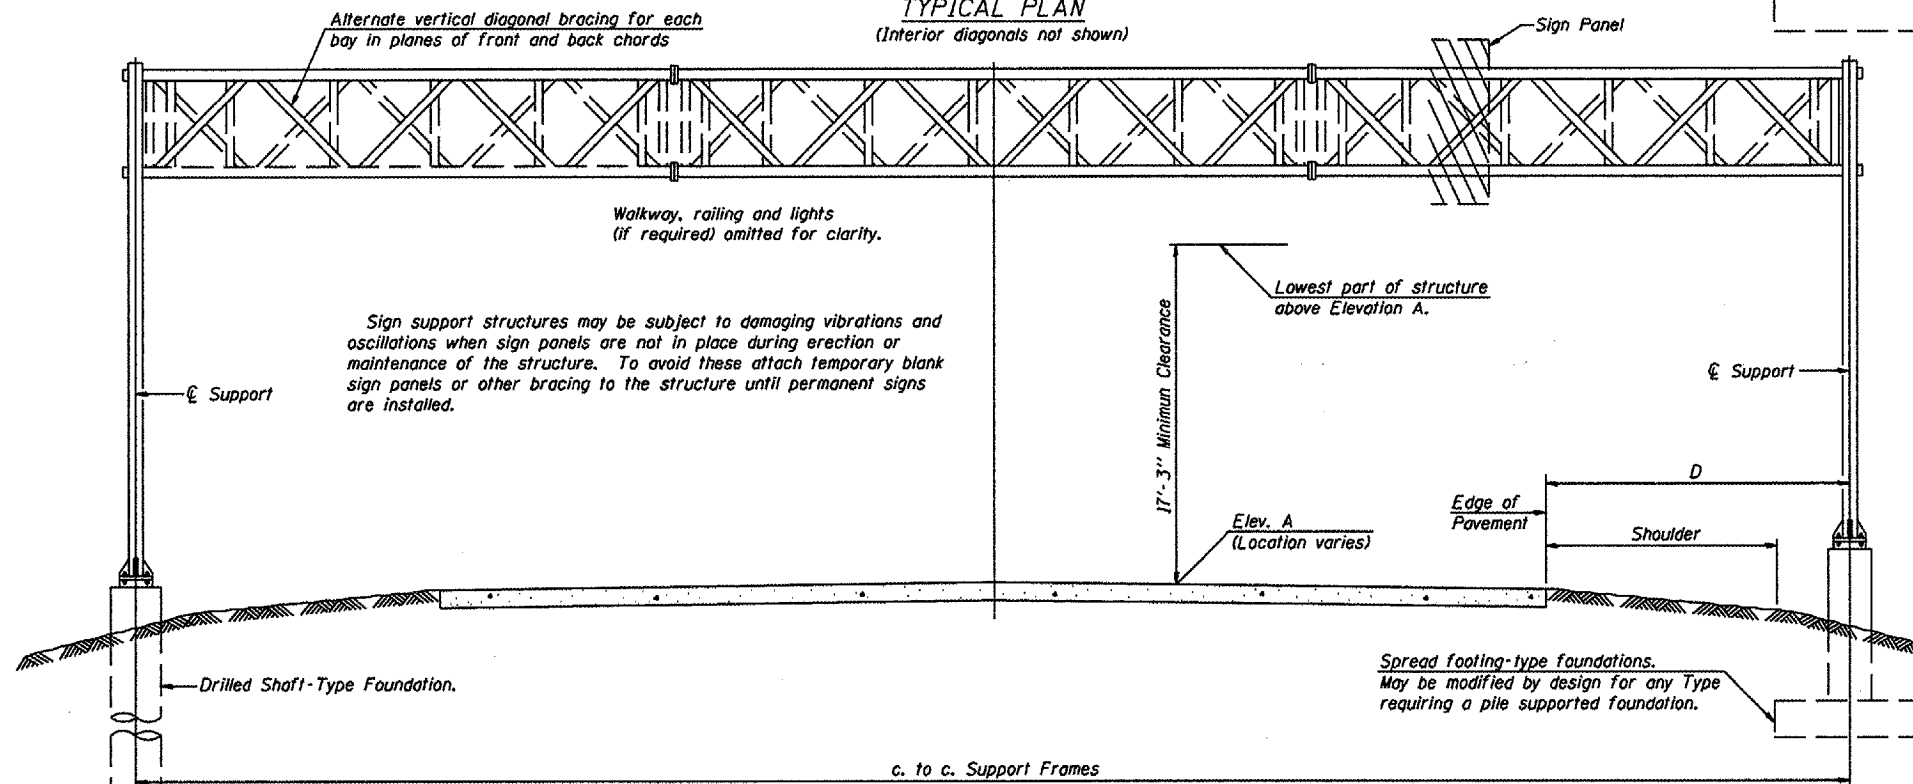 TYPICAL PLAN
(Interior diagonals not shown)
Alternate vertical diagonal bracing for each
bay in planes of front and back chords
Sign Panel
Walkway, railing and lights
(if required) omitted for clarity.
Lowest part of structure
above Elevation A.
17'-3" Minimun Clearance
Sign support structures may be subject to damaging vibrations and
oscillations when sign panels are not in place during erection or
maintenance of the structure. To avoid these attach temporary blank
sign panels or other bracing to the structure until permanent signs
are installed.
℄ Support
℄ Support
D
Edge of
Pavement
Shoulder
Elev. A
(Location varies)
Drilled Shaft-Type Foundation.
Spread footing-type foundations.
May be modified by design for any Type
requiring a pile supported foundation.
c. to c. Support Frames